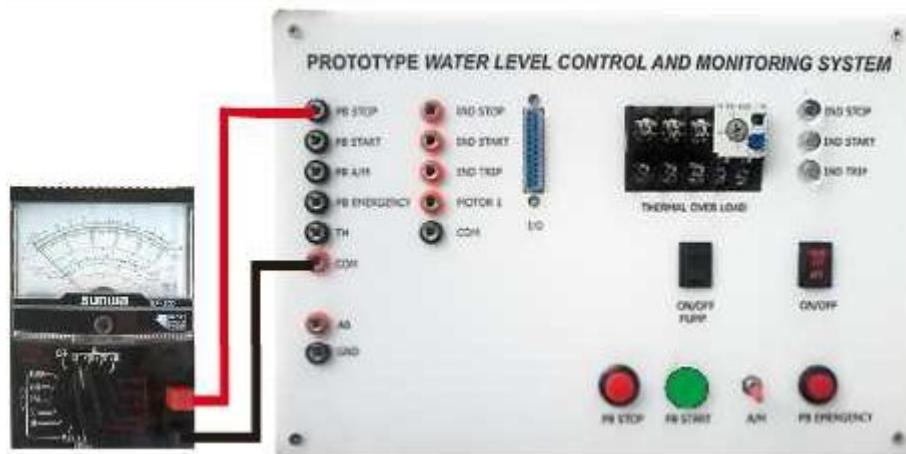 PROTOTYPE WATER LEVEL CONTROL AND MONITORING SYSTEM
PB STOP
PB START
PB A/M
PB EMERGENCY
TH
COM
GND
IND STOP
IND START
IND TRIP
MOTOR 1
COM
I/O
THERMAL OVER LOAD
IND STOP
IND START
IND TRIP
ON/OFF
PUMP
ON/OFF
PB STOP
PB START
A/M
PB EMERGENCY
sunwa